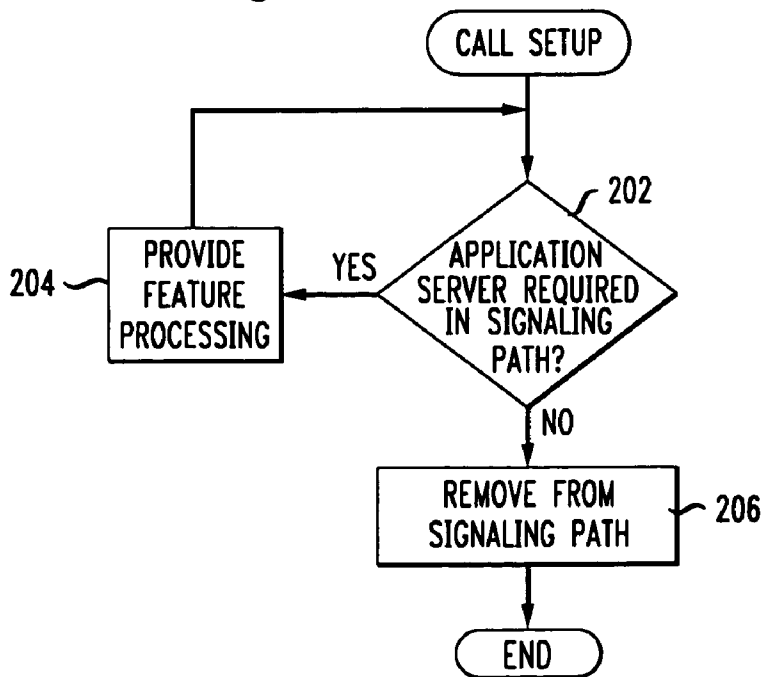 CALL SETUP
202
APPLICATION
SERVER REQUIRED
IN SIGNALING
PATH?
YES
204
PROVIDE
FEATURE
PROCESSING
NO
REMOVE FROM
SIGNALING PATH
206
END